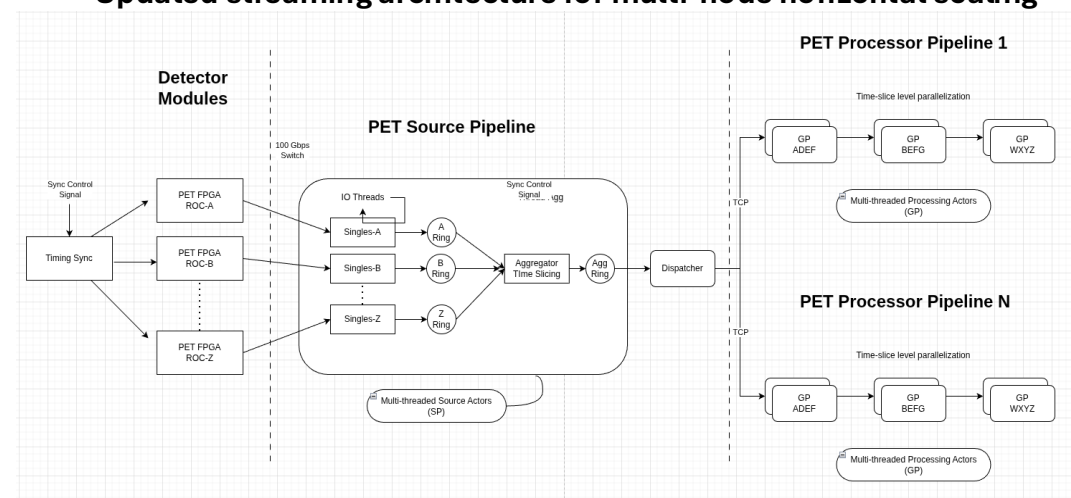 Updated streaming architecture for multi-node horizontal scaling
PET Processor Pipeline 1
Detector
Modules
Time-slice level parallelization
PET Source Pipeline
GP
ADEF
GP
BEFG
GP
WXYZ
100 Gbps
Switch
Sync Control
Signal
PET FPGA
ROC-A
IO Threads
Sync Control
Signal
Multi-threaded Processing Actors
(GP)
TCP
Singles-A
A
Ring
Timing Sync
PET FPGA
ROC-B
Singles-B
B
Ring
Aggregator
TIme Slicing
Agg
Ring
Dispatcher
PET Processor Pipeline N
Singles-Z
Z
Ring
TCP
PET FPGA
ROC-Z
Time-slice level parallelization
Multi-threaded Source Actors
(SP)
GP
ADEF
GP
BEFG
GP
WXYZ
Multi-threaded Processing Actors
(GP)